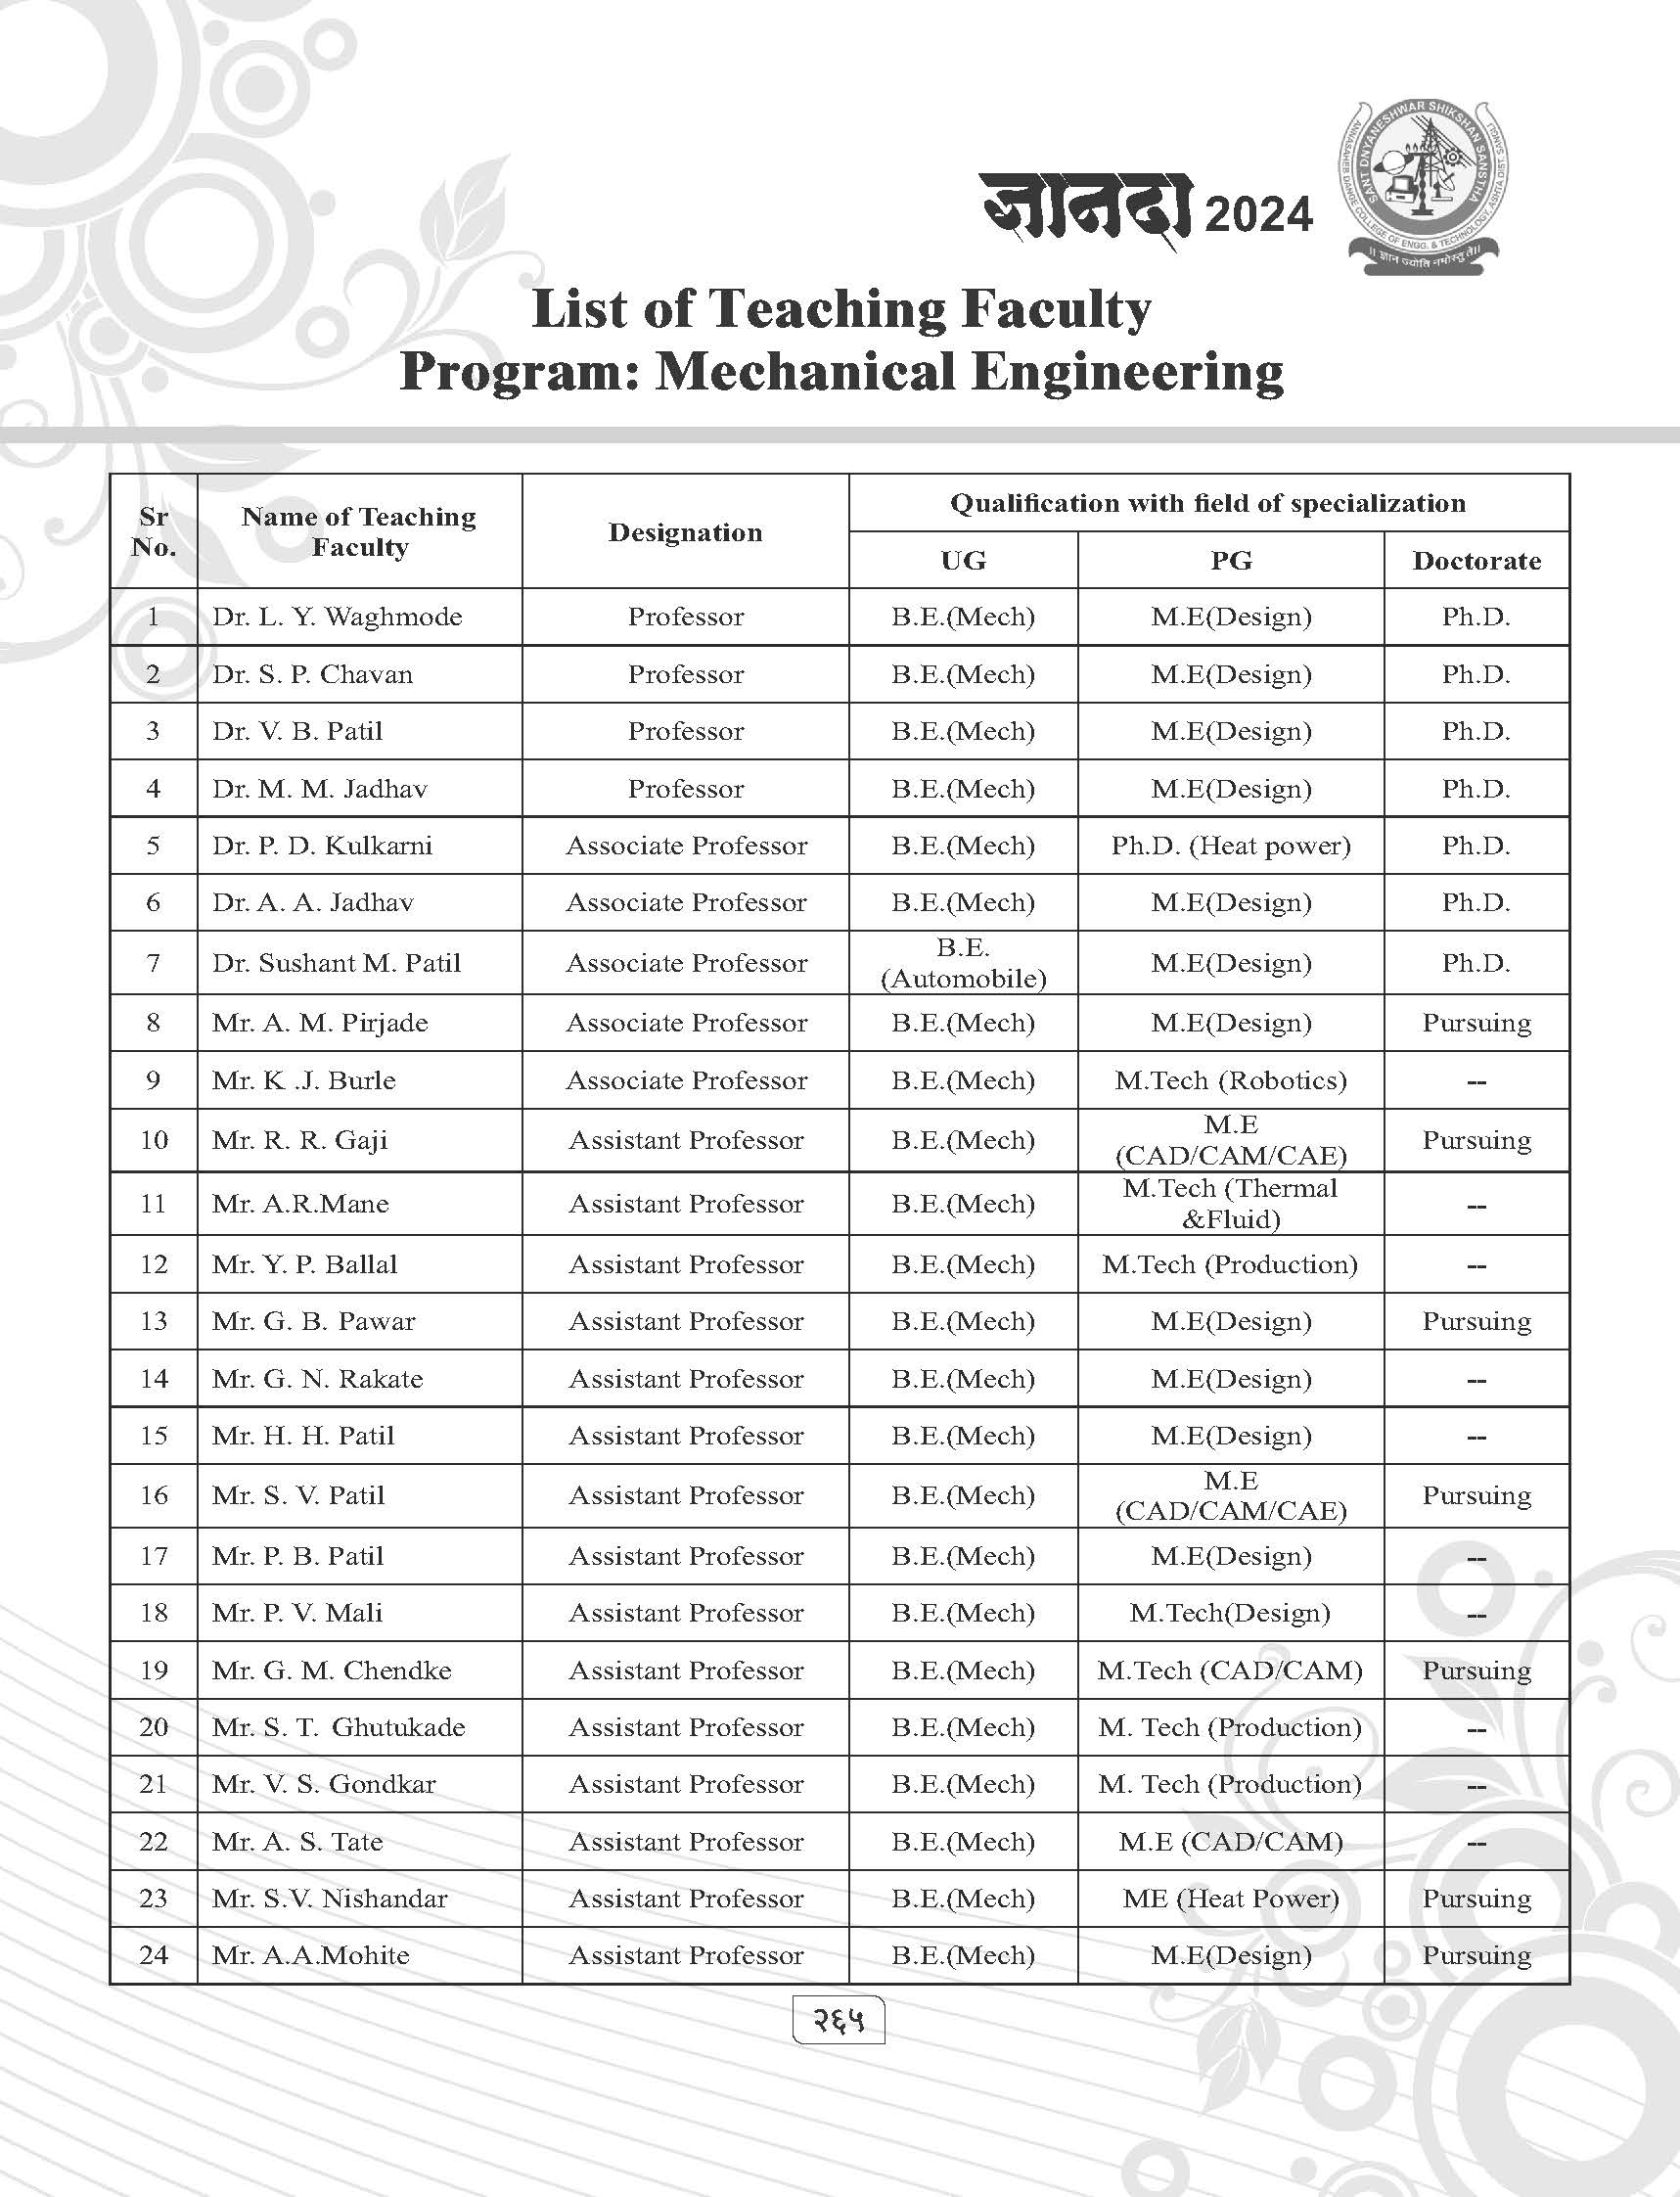 ज्ञानदा 2024
SANT DNYANESHWAR SHIKSHAN SANSTHA
ANNASAHEB DANGE COLLEGE OF ENGG. & TECHNOLOGY, ASHTA DIST. SANGLI
।। ज्ञान ज्योति नमोस्तु ते।।
List of Teaching Faculty
Program: Mechanical Engineering
Sr No. Name of Teaching Faculty Designation Qualification with field of specialization
UG PG Doctorate
1 Dr. L. Y. Waghmode Professor B.E.(Mech) M.E(Design) Ph.D.
2 Dr. S. P. Chavan Professor B.E.(Mech) M.E(Design) Ph.D.
3 Dr. V. B. Patil Professor B.E.(Mech) M.E(Design) Ph.D.
4 Dr. M. M. Jadhav Professor B.E.(Mech) M.E(Design) Ph.D.
5 Dr. P. D. Kulkarni Associate Professor B.E.(Mech) Ph.D. (Heat power) Ph.D.
6 Dr. A. A. Jadhav Associate Professor B.E.(Mech) M.E(Design) Ph.D.
7 Dr. Sushant M. Patil Associate Professor B.E. (Automobile) M.E(Design) Ph.D.
8 Mr. A. M. Pirjade Associate Professor B.E.(Mech) M.E(Design) Pursuing
9 Mr. K .J. Burle Associate Professor B.E.(Mech) M.Tech (Robotics) --
10 Mr. R. R. Gaji Assistant Professor B.E.(Mech) M.E (CAD/CAM/CAE) Pursuing
11 Mr. A.R.Mane Assistant Professor B.E.(Mech) M.Tech (Thermal &Fluid) --
12 Mr. Y. P. Ballal Assistant Professor B.E.(Mech) M.Tech (Production) --
13 Mr. G. B. Pawar Assistant Professor B.E.(Mech) M.E(Design) Pursuing
14 Mr. G. N. Rakate Assistant Professor B.E.(Mech) M.E(Design) --
15 Mr. H. H. Patil Assistant Professor B.E.(Mech) M.E(Design) --
16 Mr. S. V. Patil Assistant Professor B.E.(Mech) M.E (CAD/CAM/CAE) Pursuing
17 Mr. P. B. Patil Assistant Professor B.E.(Mech) M.E(Design) --
18 Mr. P. V. Mali Assistant Professor B.E.(Mech) M.Tech(Design) --
19 Mr. G. M. Chendke Assistant Professor B.E.(Mech) M.Tech (CAD/CAM) Pursuing
20 Mr. S. T. Ghutukade Assistant Professor B.E.(Mech) M. Tech (Production) --
21 Mr. V. S. Gondkar Assistant Professor B.E.(Mech) M. Tech (Production) --
22 Mr. A. S. Tate Assistant Professor B.E.(Mech) M.E (CAD/CAM) --
23 Mr. S.V. Nishandar Assistant Professor B.E.(Mech) ME (Heat Power) Pursuing
24 Mr. A.A.Mohite Assistant Professor B.E.(Mech) M.E(Design) Pursuing
२६५